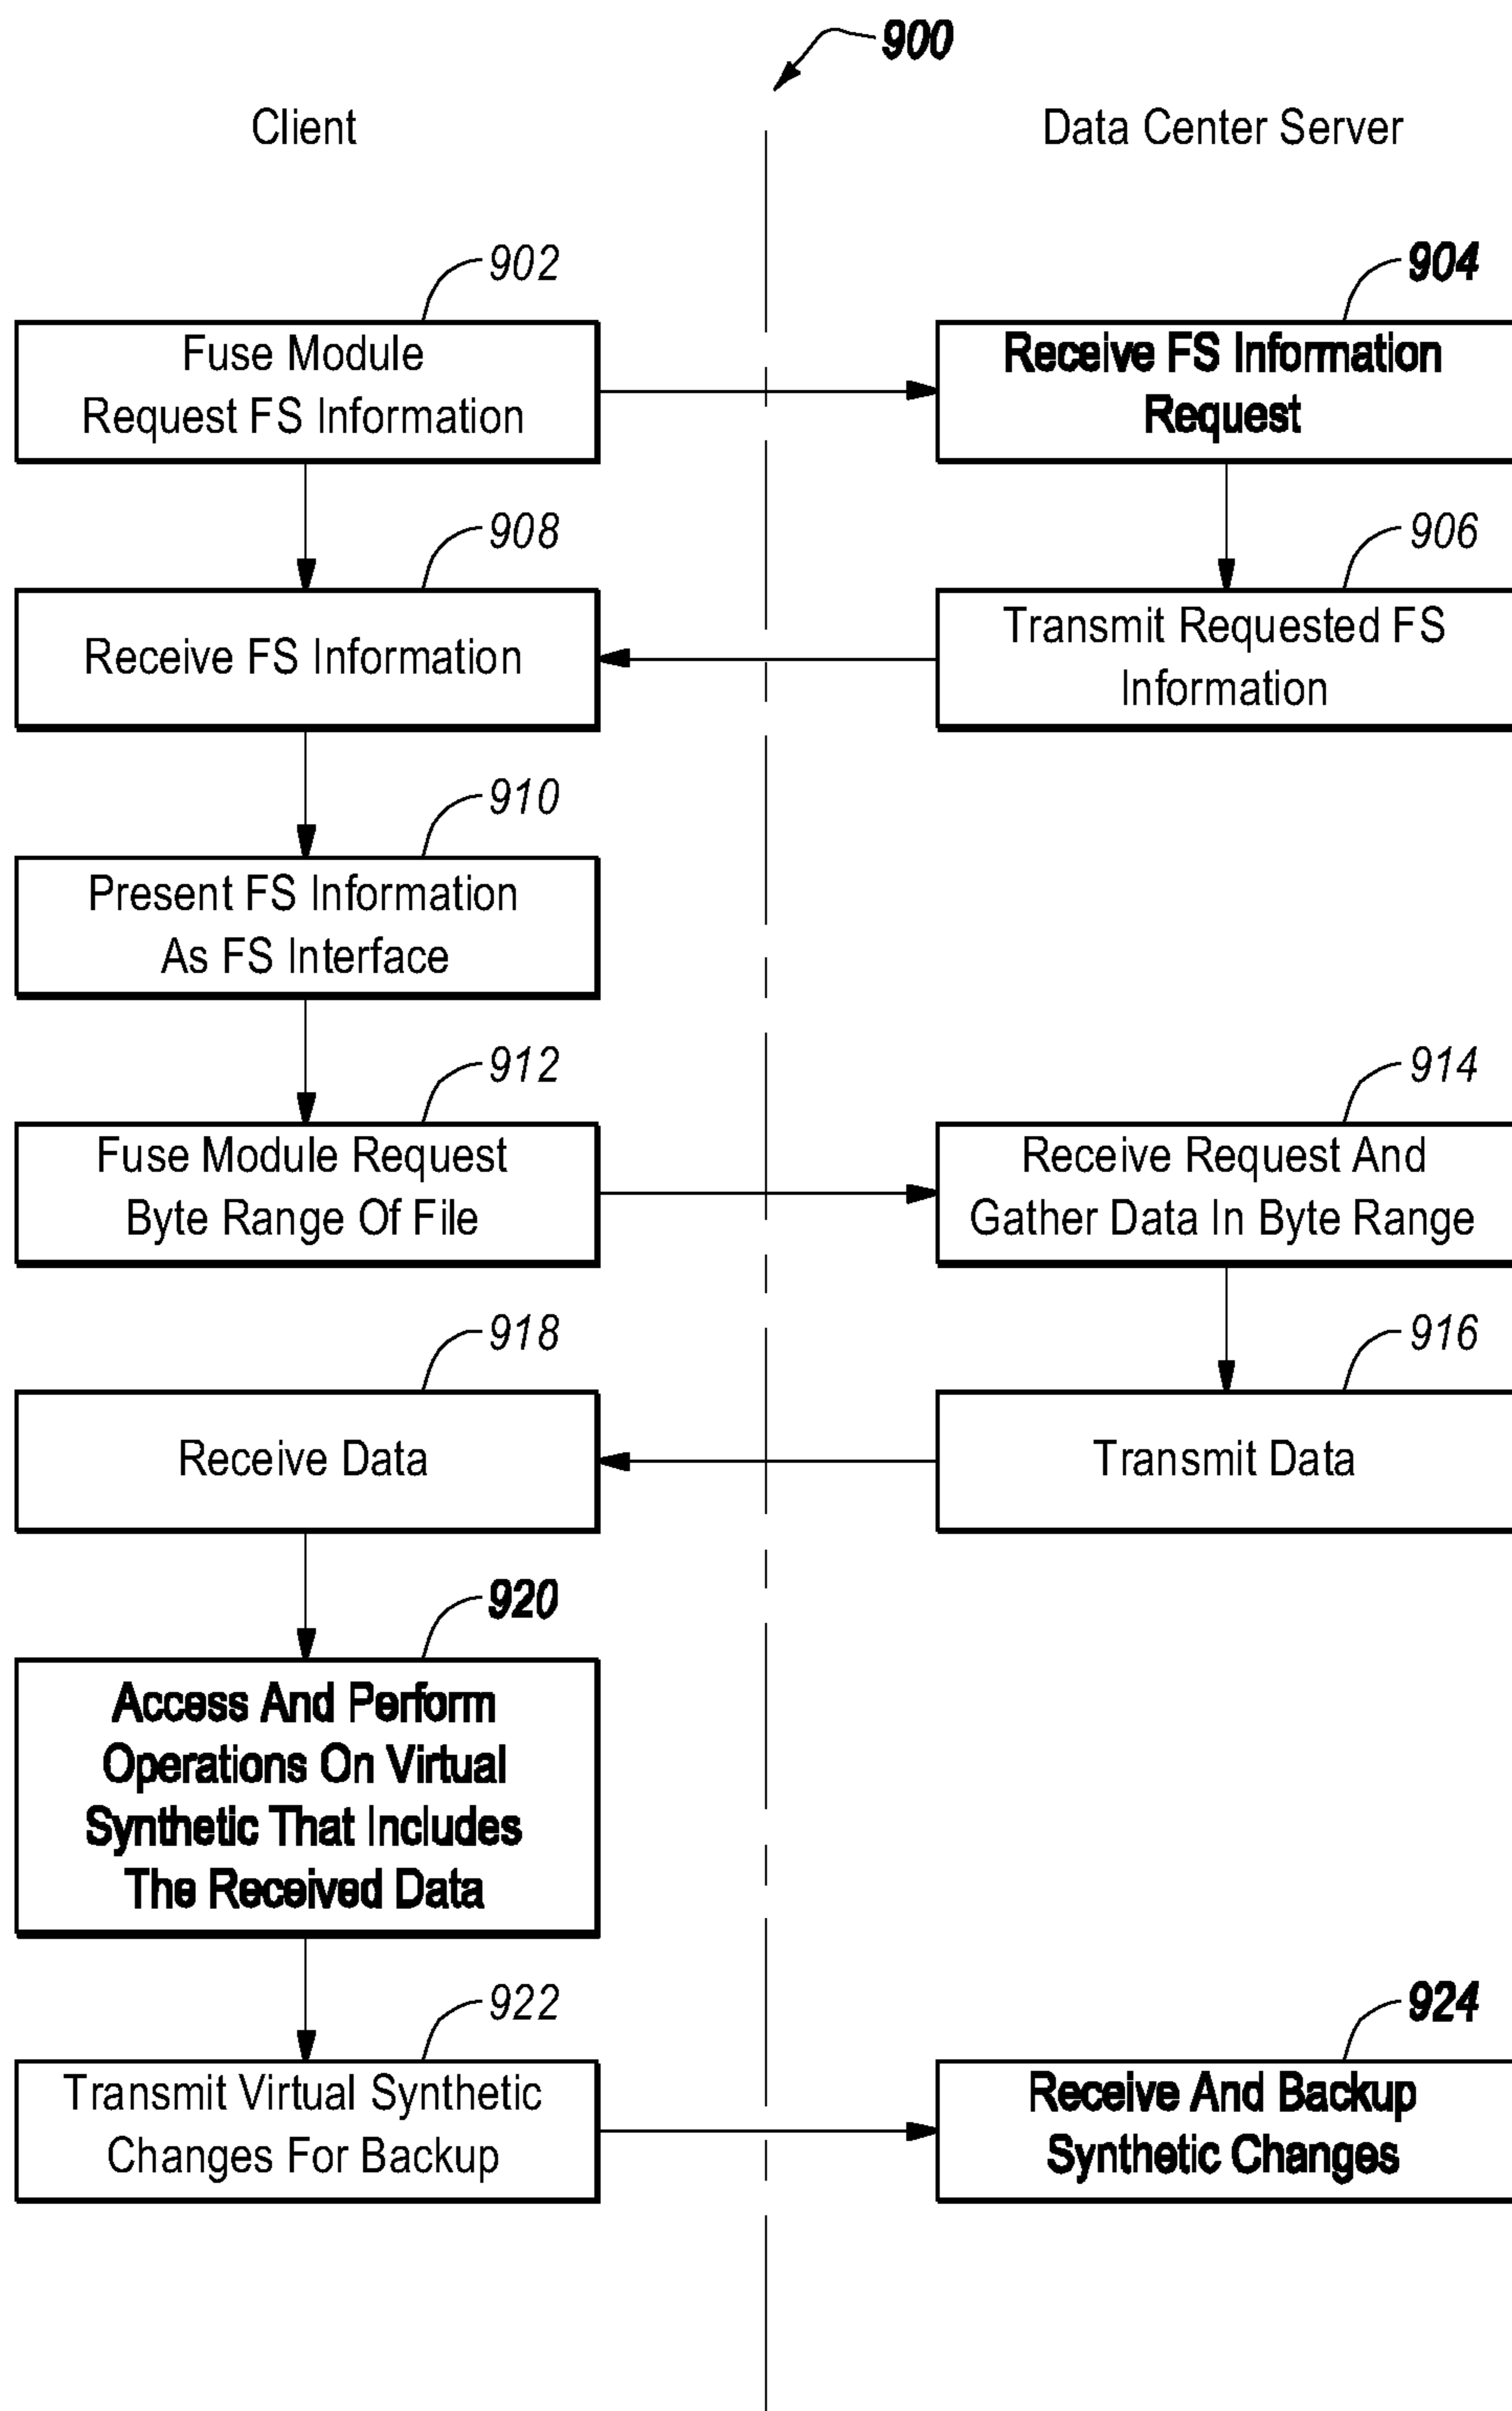 900
Client
Data Center Server
902
904
Fuse Module
Request FS Information
Receive FS Information
Request
908
906
Receive FS Information
Transmit Requested FS
Information
910
Present FS Information
As FS Interface
912
914
Fuse Module Request
Byte Range Of File
Receive Request And
Gather Data In Byte Range
918
916
Receive Data
Transmit Data
920
Access And Perform
Operations On Virtual
Synthetic That Includes
The Received Data
922
924
Transmit Virtual Synthetic
Changes For Backup
Receive And Backup
Synthetic Changes